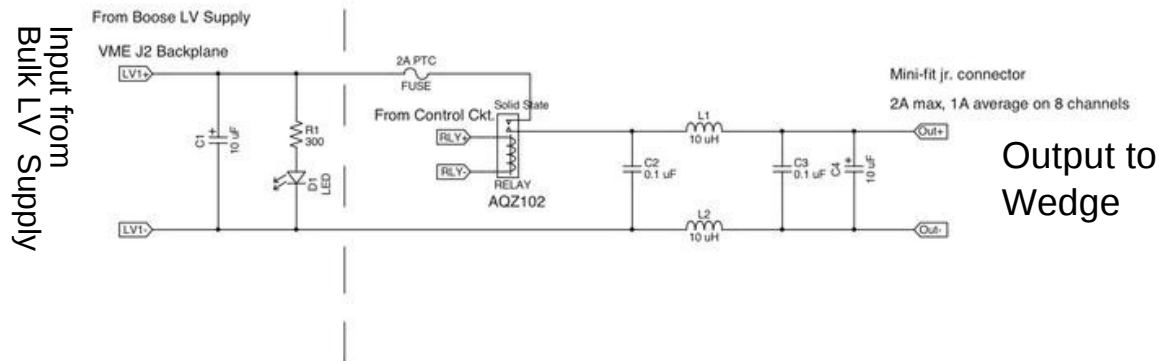 Input from
Bulk LV Supply
From Boose LV Supply
VME J2 Backplane
LV1+
C1
+
10 uF
R1
300
D1
LED
LV1-
2A PTC
FUSE
Solid State
From Control Ckt.
RLY+
RLY-
RELAY
AQZ102
C2
0.1 uF
L1
10 uH
L2
10 uH
C3
0.1 uF
C4
+
10 uF
Mini-fit jr. connector
2A max, 1A average on 8 channels
Out+
Out-
Output to
Wedge